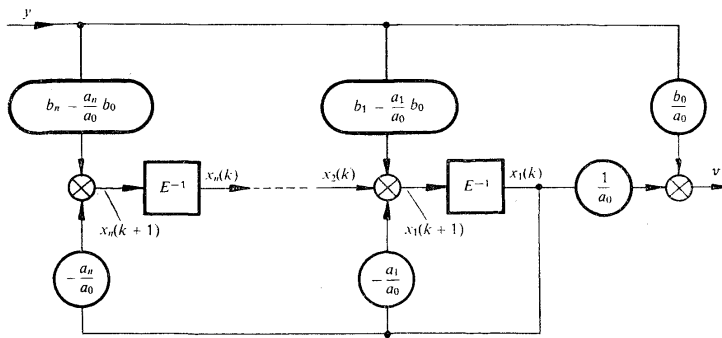 y
b_n − a_n/a_0 b_0
b_1 − a_1/a_0 b_0
b_0/a_0
x_n(k)
x_2(k)
x_1(k)
v
E^{−1}
E^{−1}
1/a_0
x_n(k + 1)
x_1(k + 1)
− a_n/a_0
− a_1/a_0